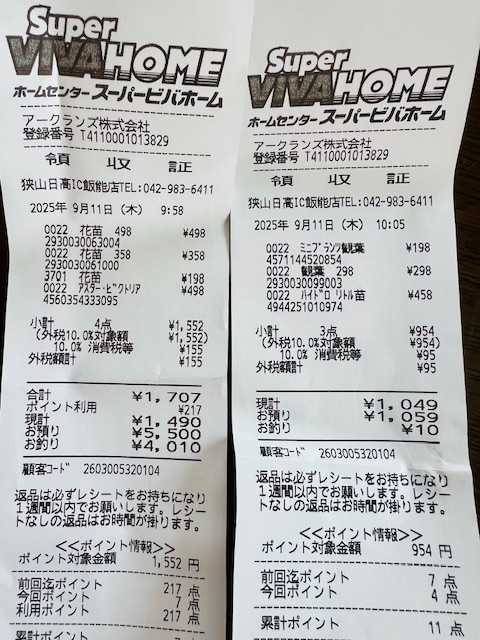 Super
VIVAHOME
ホームセンター スーパービバホーム
アークランズ株式会社
登録番号 T4110001013829
領 収 証
狭山日高IC飯能店TEL:042-983-6411
2025年 9月11日 (木) 9:58
0022 花苗 498 ¥498
2930030063004
0022 花苗 358 ¥358
2930030061000
3701 花苗 ¥198
0022 アスター・ビクトリア ¥498
4560354333095
小計 4点 ¥1,552
(外税10.0%対象額 ¥1,552)
10.0% 消費税等 ¥155
外税額計 ¥155
合計 ¥1,707
ポイント利用 ¥217
現計 ¥1,490
お預り ¥5,500
お釣り ¥4,010
顧客コード 2603005320104
返品は必ずレシートをお持ちになり
1週間以内でお願いします。レシー
トなしの返品はお時間が掛ります。
<<ポイント情報>>
ポイント対象金額 1,552 円
前回迄ポイント 217 点
今回ポイント 7 点
利用ポイント 217 点
累計ポイント
Super
VIVAHOME
ホームセンター スーパービバホーム
アークランズ株式会社
登録番号 T4110001013829
領 収 証
狭山日高IC飯能店TEL:042-983-6411
2025年 9月11日 (木) 10:05
0022 ミニプランツ観葉 ¥198
4571144520854
0022 観葉 298 ¥298
2930030099003
0022 ハイドロ リトル苗 ¥458
4944251010974
小計 3点 ¥954
(外税10.0%対象額 ¥954)
10.0% 消費税等 ¥95
外税額計 ¥95
現計 ¥1,049
お預り ¥1,059
お釣り ¥10
顧客コード 2603005320104
返品は必ずレシートをお持ちになり
1週間以内でお願いします。レシー
トなしの返品はお時間が掛ります。
<<ポイント情報>>
ポイント対象金額 954 円
前回迄ポイント 7 点
今回ポイント 4 点
累計ポイント 11 点